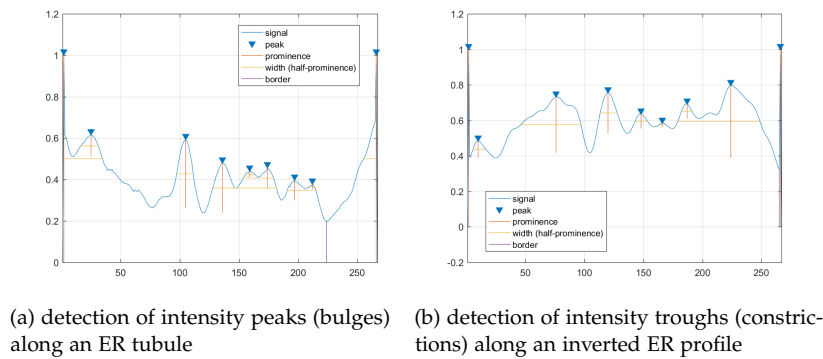 1.2
1
0.8
0.6
0.4
0.2
0
50
100
150
200
250
signal
peak
prominence
width (half-prominence)
border
1.2
1
0.8
0.6
0.4
0.2
0
-0.2
50
100
150
200
250
signal
peak
prominence
width (half-prominence)
border
(a) detection of intensity peaks (bulges)
along an ER tubule
(b) detection of intensity troughs (constric-
tions) along an inverted ER profile